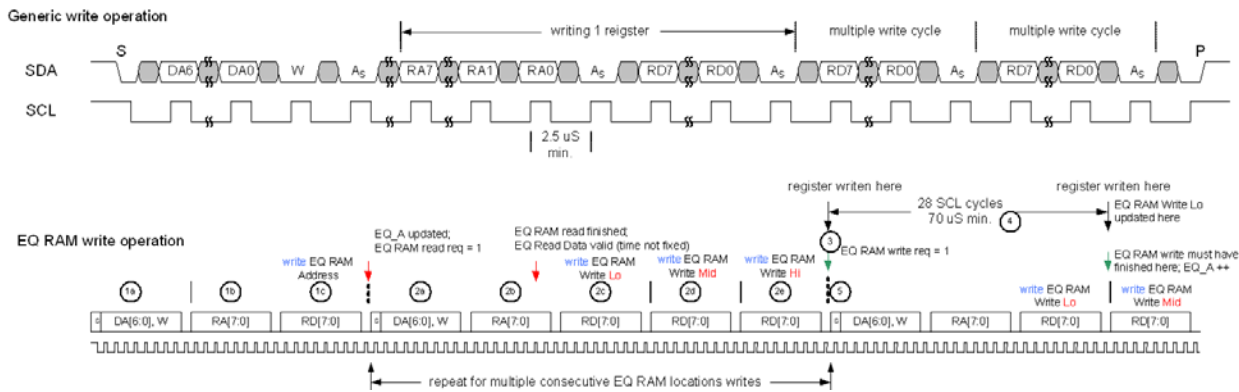 Generic write operation
writing 1 reigster
multiple write cycle
multiple write cycle
S
P
SDA
DA6
DA0
W
As
RA7
RA1
RA0
As
RD7
RD0
As
RD7
RD0
As
RD7
RD0
As
SCL
2.5 uS
min.
register writen here
register writen here
28 SCL cycles
70 uS min.
4
EQ RAM Write Lo
updated here
EQ RAM write operation
EQ_A updated;
EQ RAM read req = 1
EQ RAM read finished;
EQ Read Data valid (time not fixed)
3
EQ RAM write req = 1
EQ RAM write must have
finished here; EQ_A ++
write EQ RAM
Address
write EQ RAM
Write Lo
write EQ RAM
Write Mid
write EQ RAM
Write Hi
write EQ RAM
Write Lo
write EQ RAM
Write Mid
1a
1b
1c
2a
2b
2c
2d
2e
5
S
DA[6:0], W
RA[7:0]
RD[7:0]
S
DA[6:0], W
RA[7:0]
RD[7:0]
RD[7:0]
RD[7:0]
S
DA[6:0], W
RA[7:0]
RD[7:0]
RD[7:0]
repeat for multiple consecutive EQ RAM locations writes